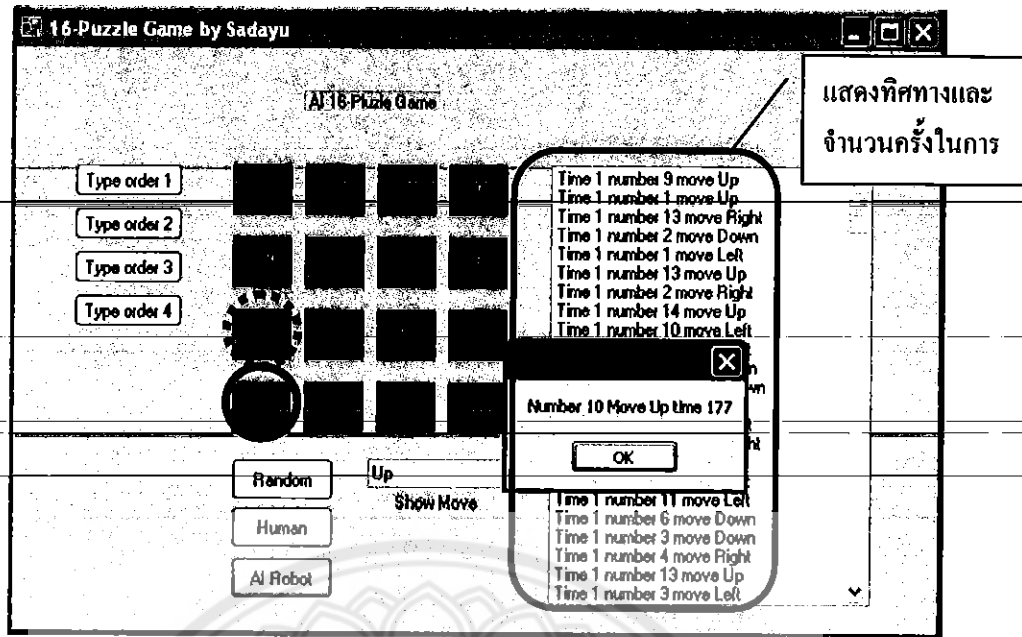 16-Puzzle Game by Sadayu
แสดงทิศทางและ
จำนวนครั้งในการ
AI 16-Pluzle Game
Type order 1
Type order 2
Type order 3
Type order 4
Time 1 number 9 move Up
Time 1 number 1 move Up
Time 1 number 13 move Right
Time 1 number 2 move Down
Time 1 number 1 move Left
Time 1 number 13 move Up
Time 1 number 2 move Right
Time 1 number 14 move Up
Time 1 number 10 move Left
Number 10 Move Up time 177
OK
Random
Human
AI Robot
Up
Show Move
Time 1 number 11 move Left
Time 1 number 6 move Down
Time 1 number 3 move Down
Time 1 number 4 move Right
Time 1 number 13 move Up
Time 1 number 3 move Left